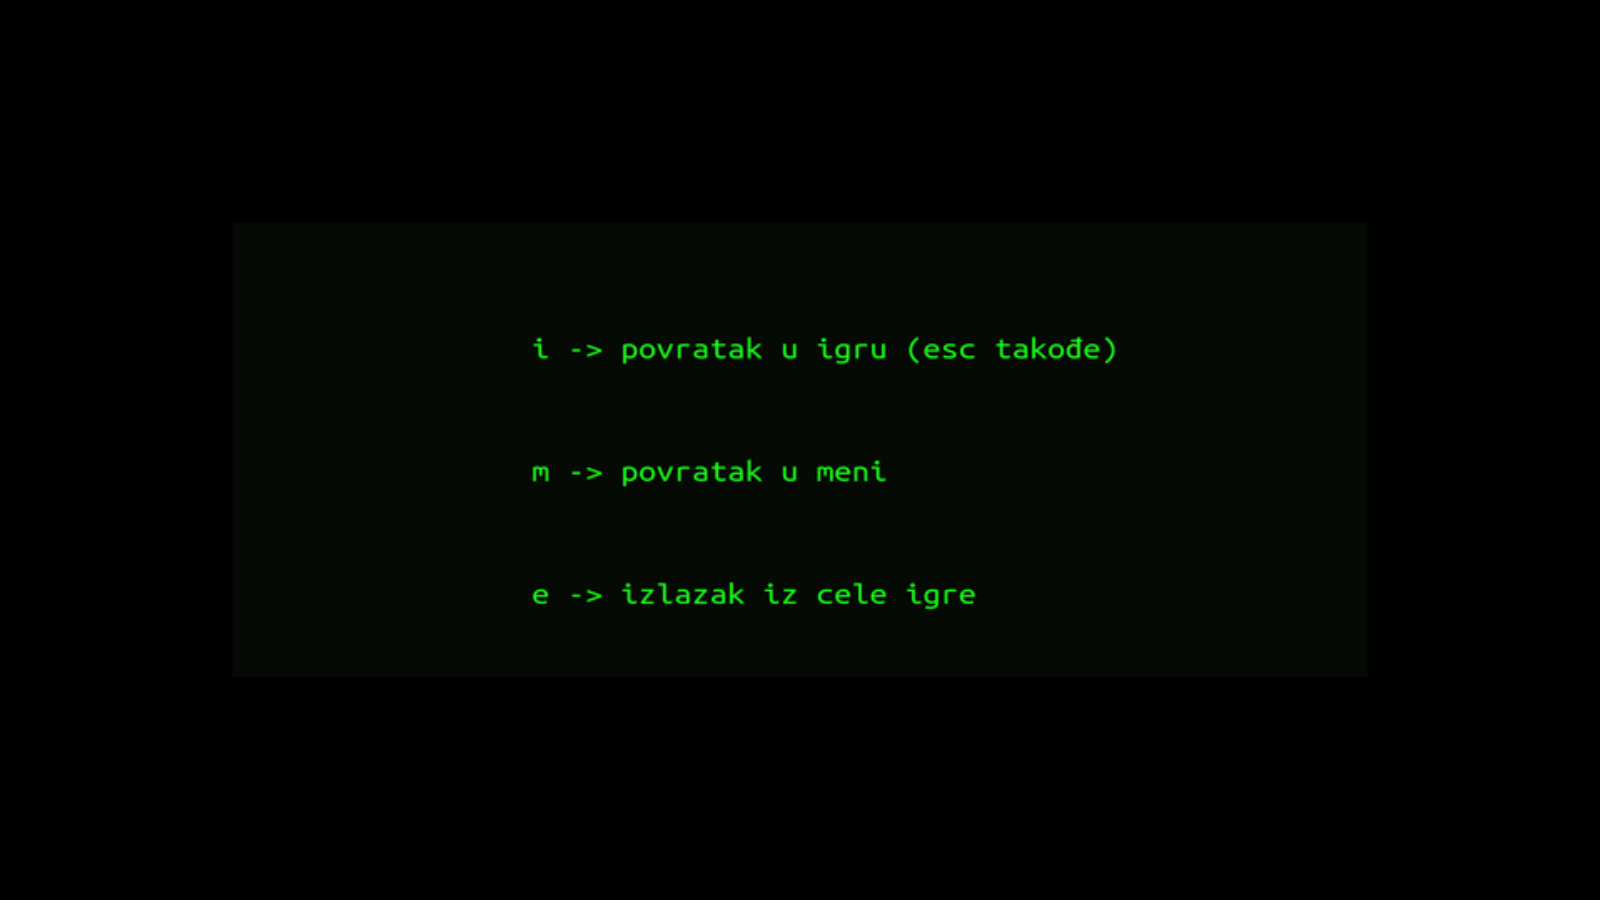 i -> povratak u igru (esc takođe)
m -> povratak u meni
e -> izlazak iz cele igre